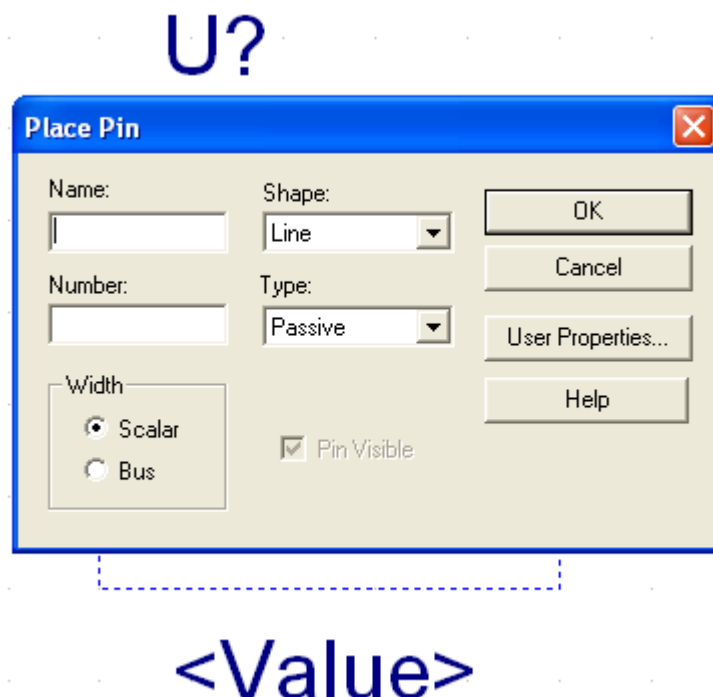 U?
Place Pin
Name:
Shape:
Line
OK
Cancel
Number:
Type:
Passive
User Properties...
Width
Scalar
Bus
Pin Visible
Help
<Value>